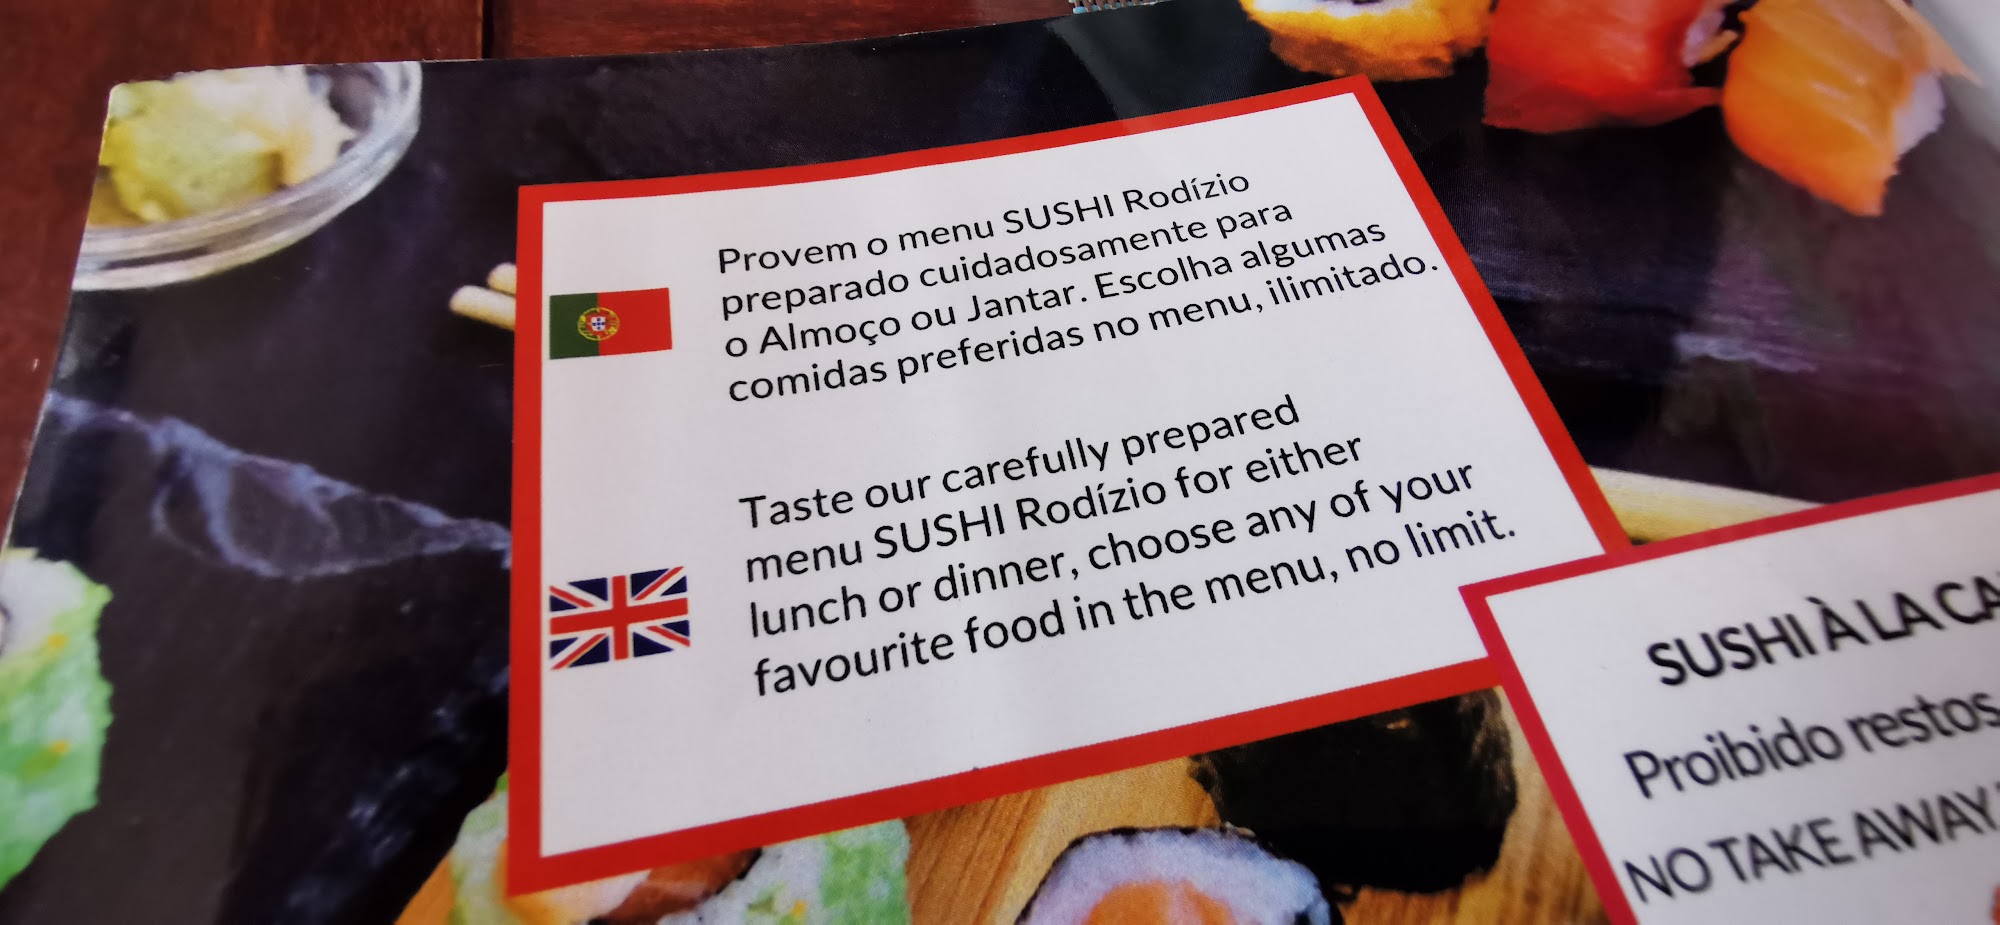 Provem o menu SUSHI Rodízio
preparado cuidadosamente para
o Almoço ou Jantar. Escolha algumas
comidas preferidas no menu, ilimitado.
Taste our carefully prepared
menu SUSHI Rodízio for either
lunch or dinner, choose any of your
favourite food in the menu, no limit.
SUSHI À LA
Proibido restos
NO TAKE AWAY